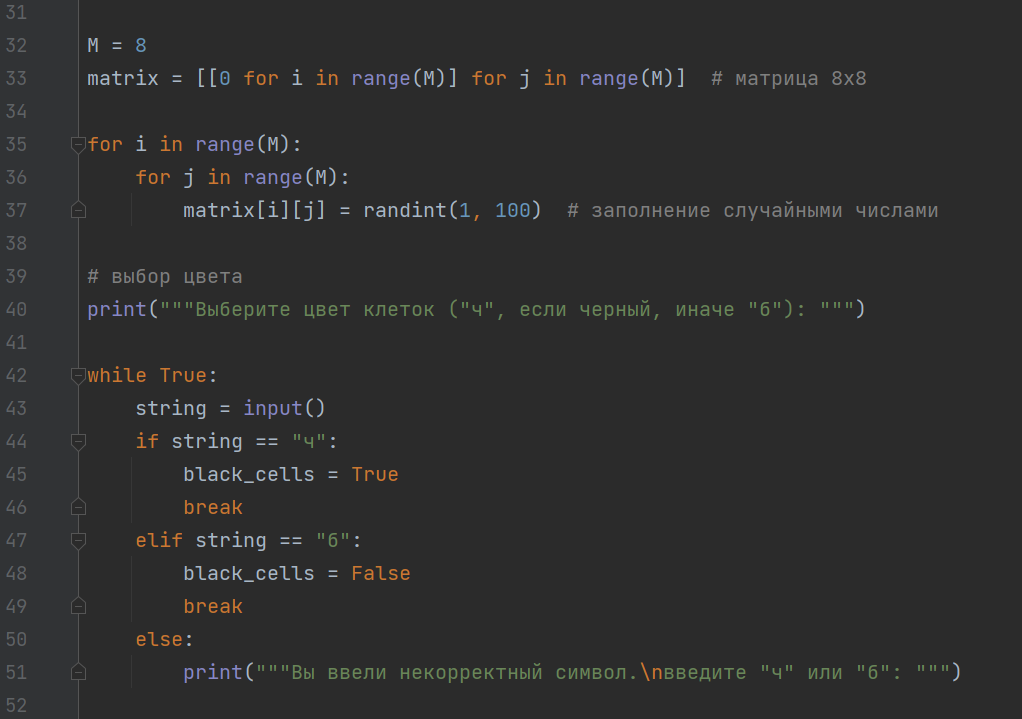 31
32 M = 8
33 matrix = [[0 for i in range(M)] for j in range(M)]  # матрица 8x8
34
35 for i in range(M):
36     for j in range(M):
37         matrix[i][j] = randint(1, 100)  # заполнение случайными числами
38
39 # выбор цвета
40 print("""Выберите цвет клеток ("ч", если черный, иначе "б"): """)
41
42 while True:
43     string = input()
44     if string == "ч":
45         black_cells = True
46         break
47     elif string == "б":
48         black_cells = False
49         break
50     else:
51         print("""Вы ввели некорректный символ.\nвведите "ч" или "б": """)
52